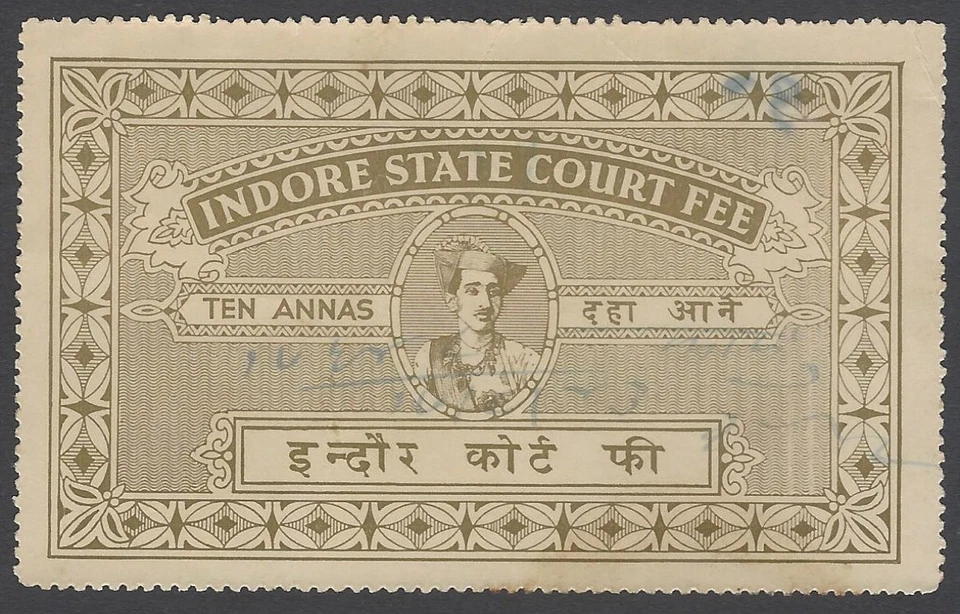 INDORE STATE COURT FEE
TEN ANNAS दहा आने
इन्दौर कोर्ट फी